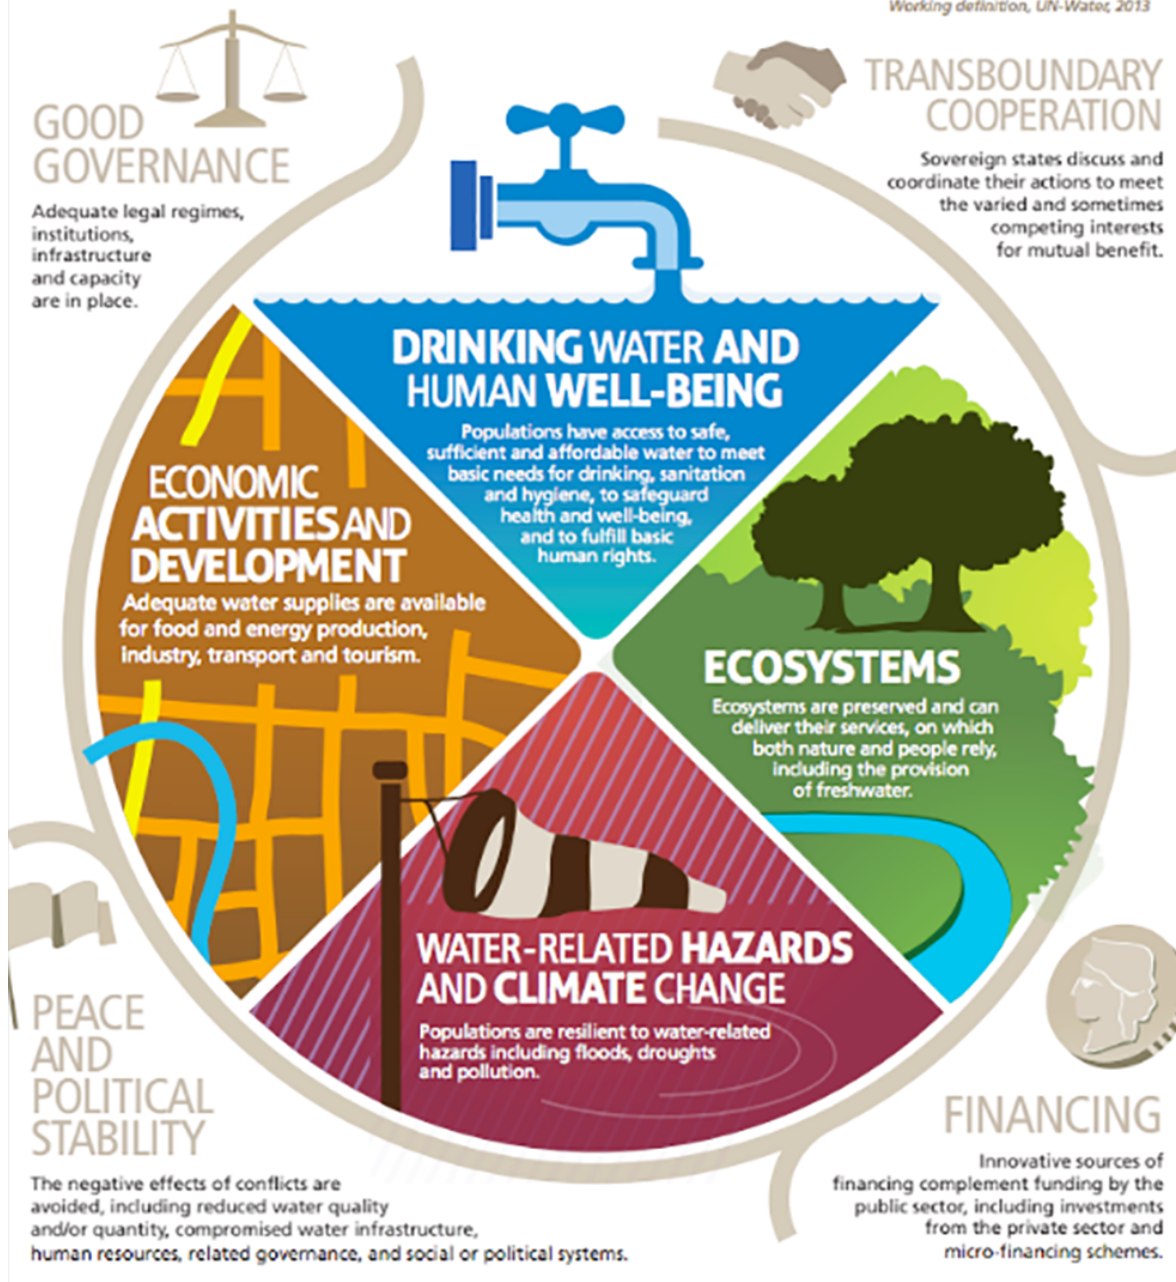 Working definition, UN-Water, 2013
GOOD
GOVERNANCE
Adequate legal regimes,
institutions,
infrastructure
and capacity
are in place.
TRANSBOUNDARY
COOPERATION
Sovereign states discuss and
coordinate their actions to meet
the varied and sometimes
competing interests
for mutual benefit.
DRINKING WATER AND
HUMAN WELL-BEING
Populations have access to safe,
sufficient and affordable water to meet
basic needs for drinking, sanitation
and hygiene, to safeguard
health and well-being,
and to fulfill basic
human rights.
ECONOMIC
ACTIVITIES AND
DEVELOPMENT
Adequate water supplies are available
for food and energy production,
industry, transport and tourism.
ECOSYSTEMS
Ecosystems are preserved and can
deliver their services, on which
both nature and people rely,
including the provision
of freshwater.
WATER-RELATED HAZARDS
AND CLIMATE CHANGE
Populations are resilient to water-related
hazards including floods, droughts
and pollution.
PEACE
AND
POLITICAL
STABILITY
The negative effects of conflicts are
avoided, including reduced water quality
and/or quantity, compromised water infrastructure,
human resources, related governance, and social or political systems.
FINANCING
Innovative sources of
financing complement funding by the
public sector, including investments
from the private sector and
micro-financing schemes.